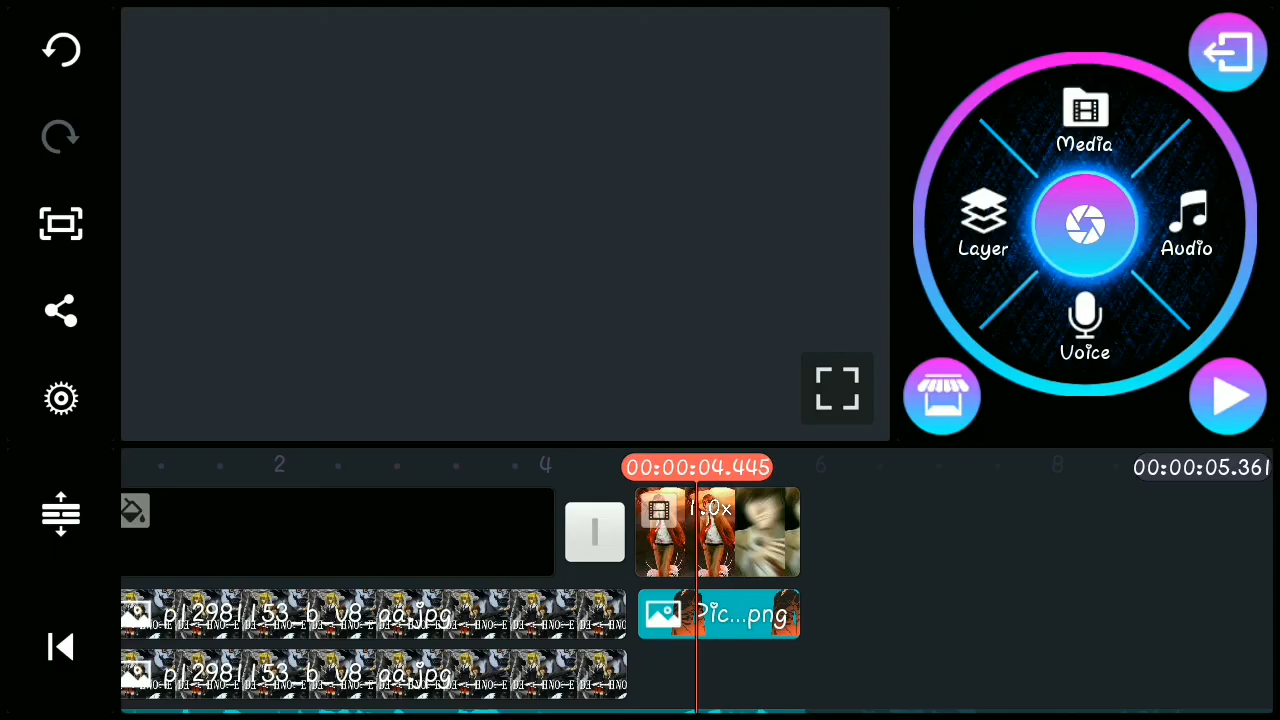 Media
Layer
Audio
Voice
2
4
00:00:04.445
6
8
00:00:05.361
1.0x
p12981153_b_v8_aa.jpg
Pic...png
p12981153_b_v8_aa.jpg